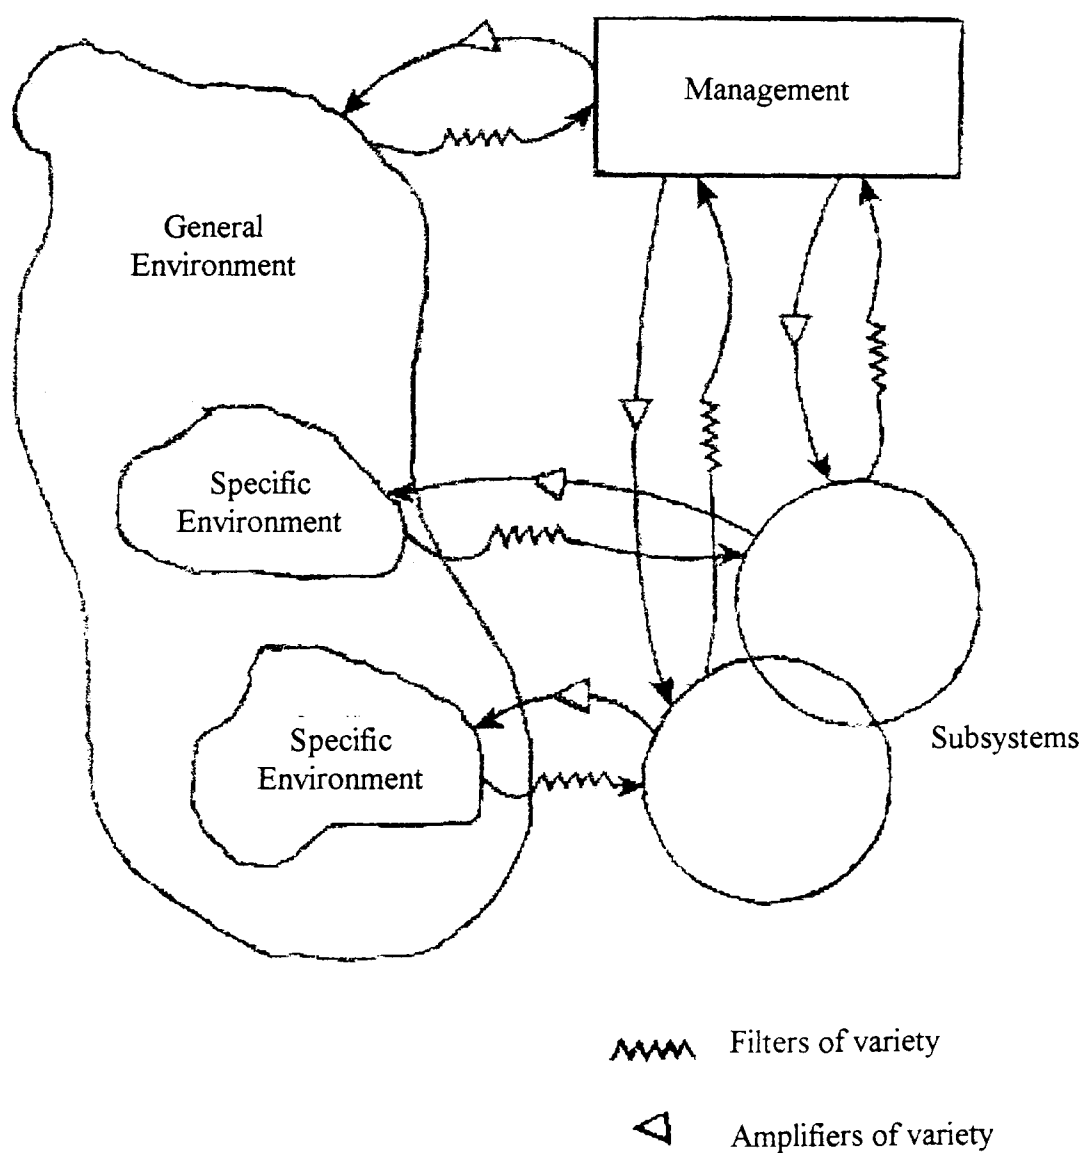 Management
General
Environment
Specific
Environment
Specific
Environment
Subsystems
Filters of variety
Amplifiers of variety